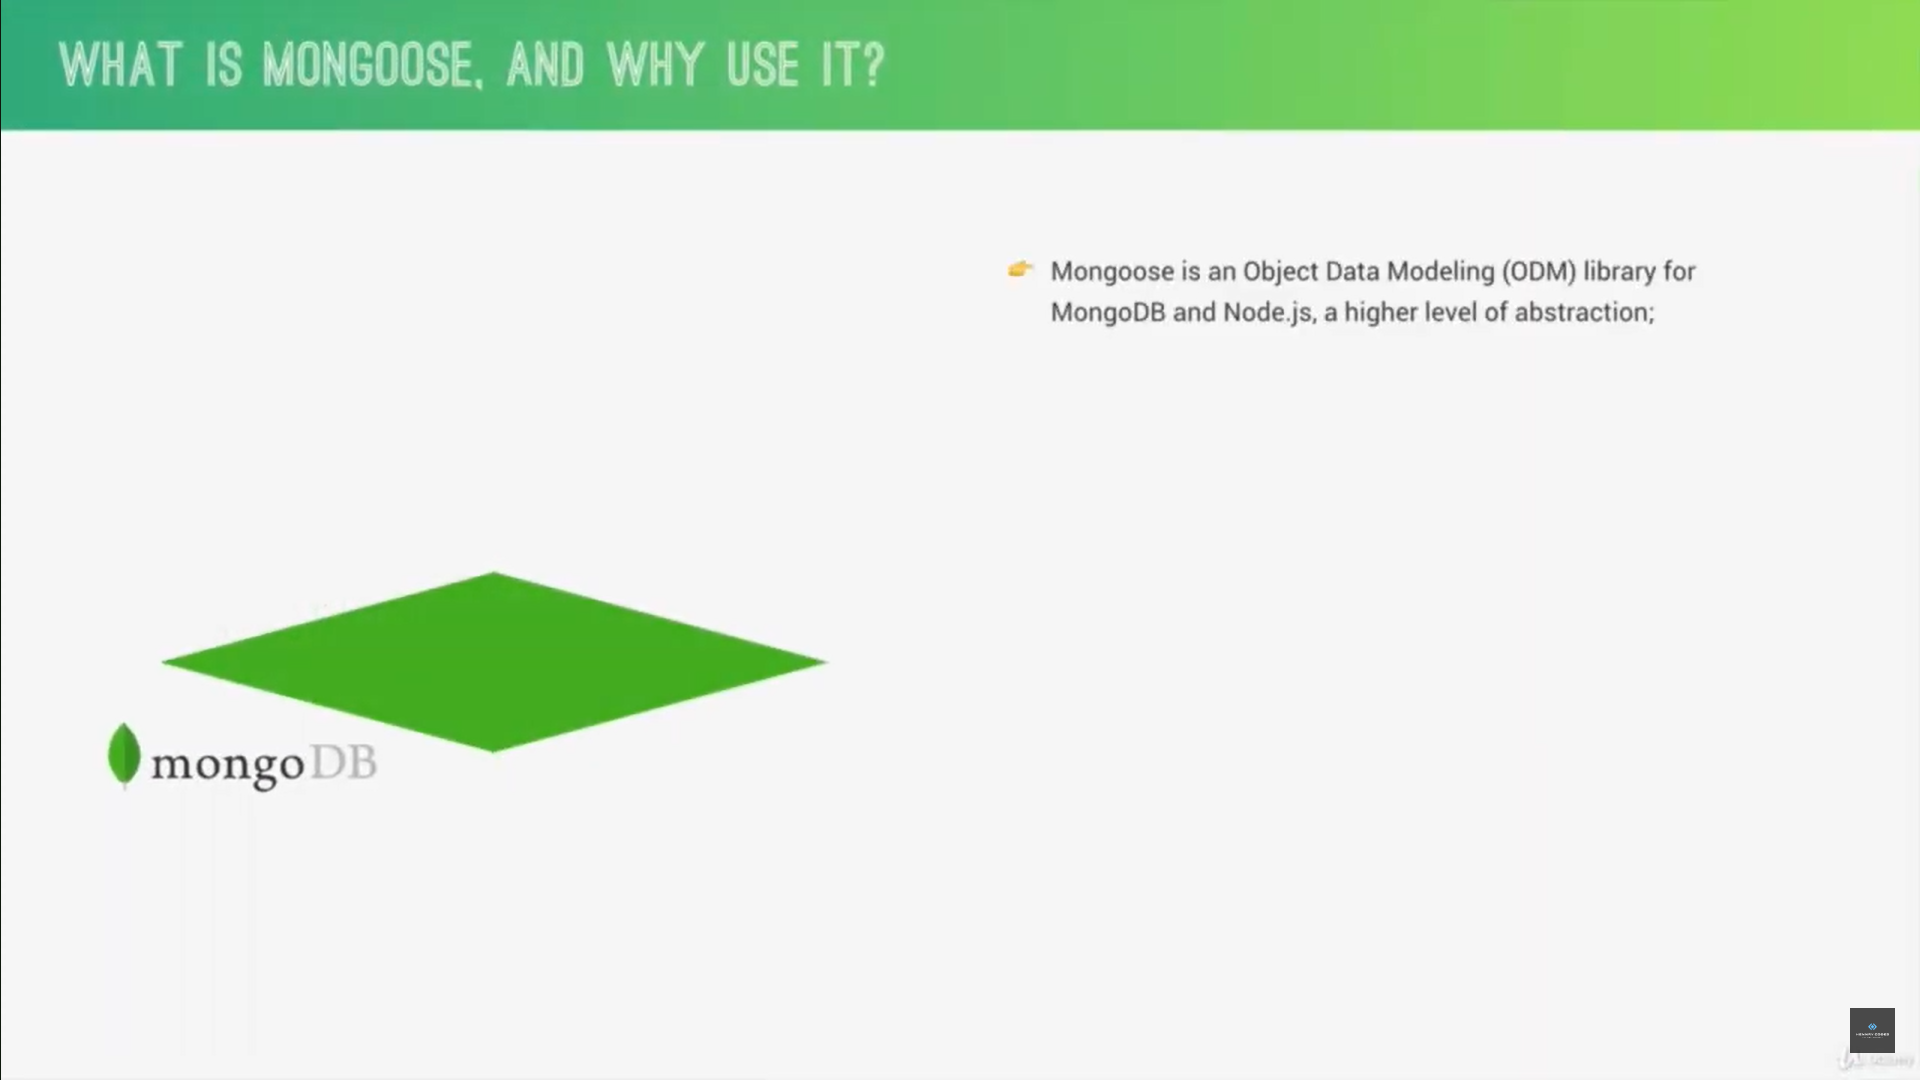 WHAT IS MONGOOSE, AND WHY USE IT?
👉 Mongoose is an Object Data Modeling (ODM) library for
MongoDB and Node.js, a higher level of abstraction;
mongoDB